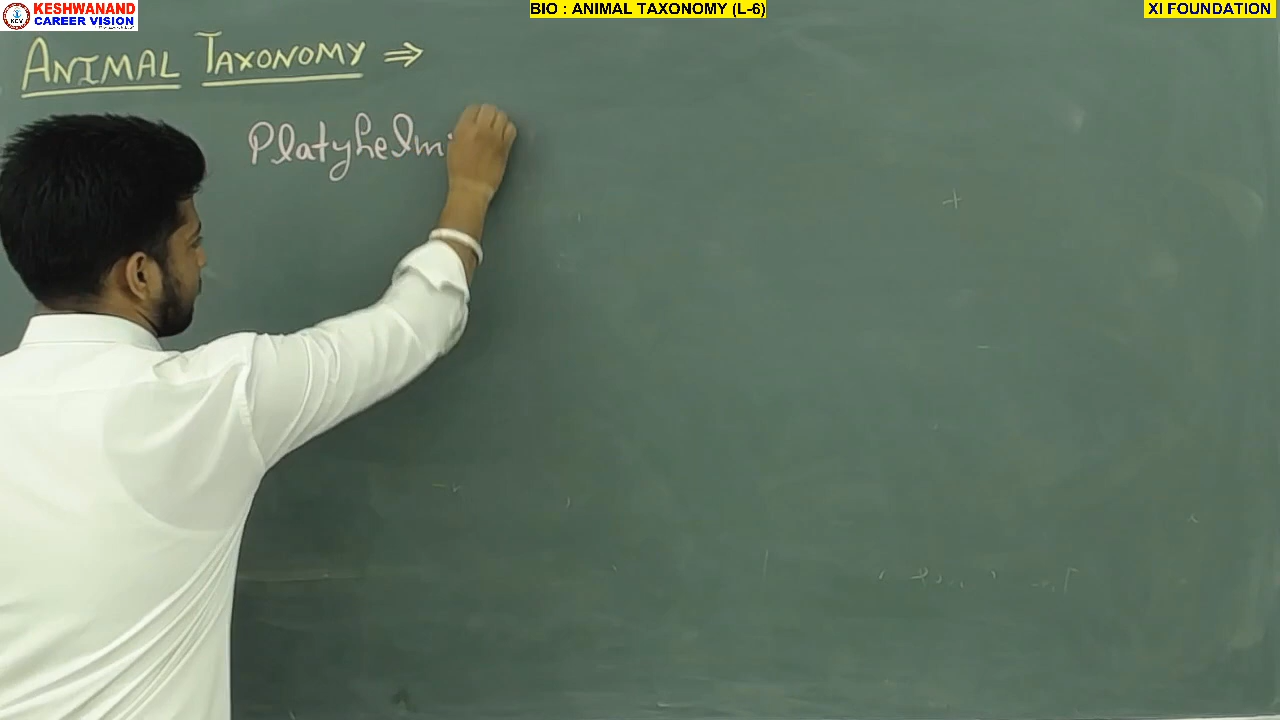 KESHWANAND
CAREER VISION
BIO : ANIMAL TAXONOMY (L-6)
XI FOUNDATION
ANIMAL TAXONOMY ⇒
Platyhelmi